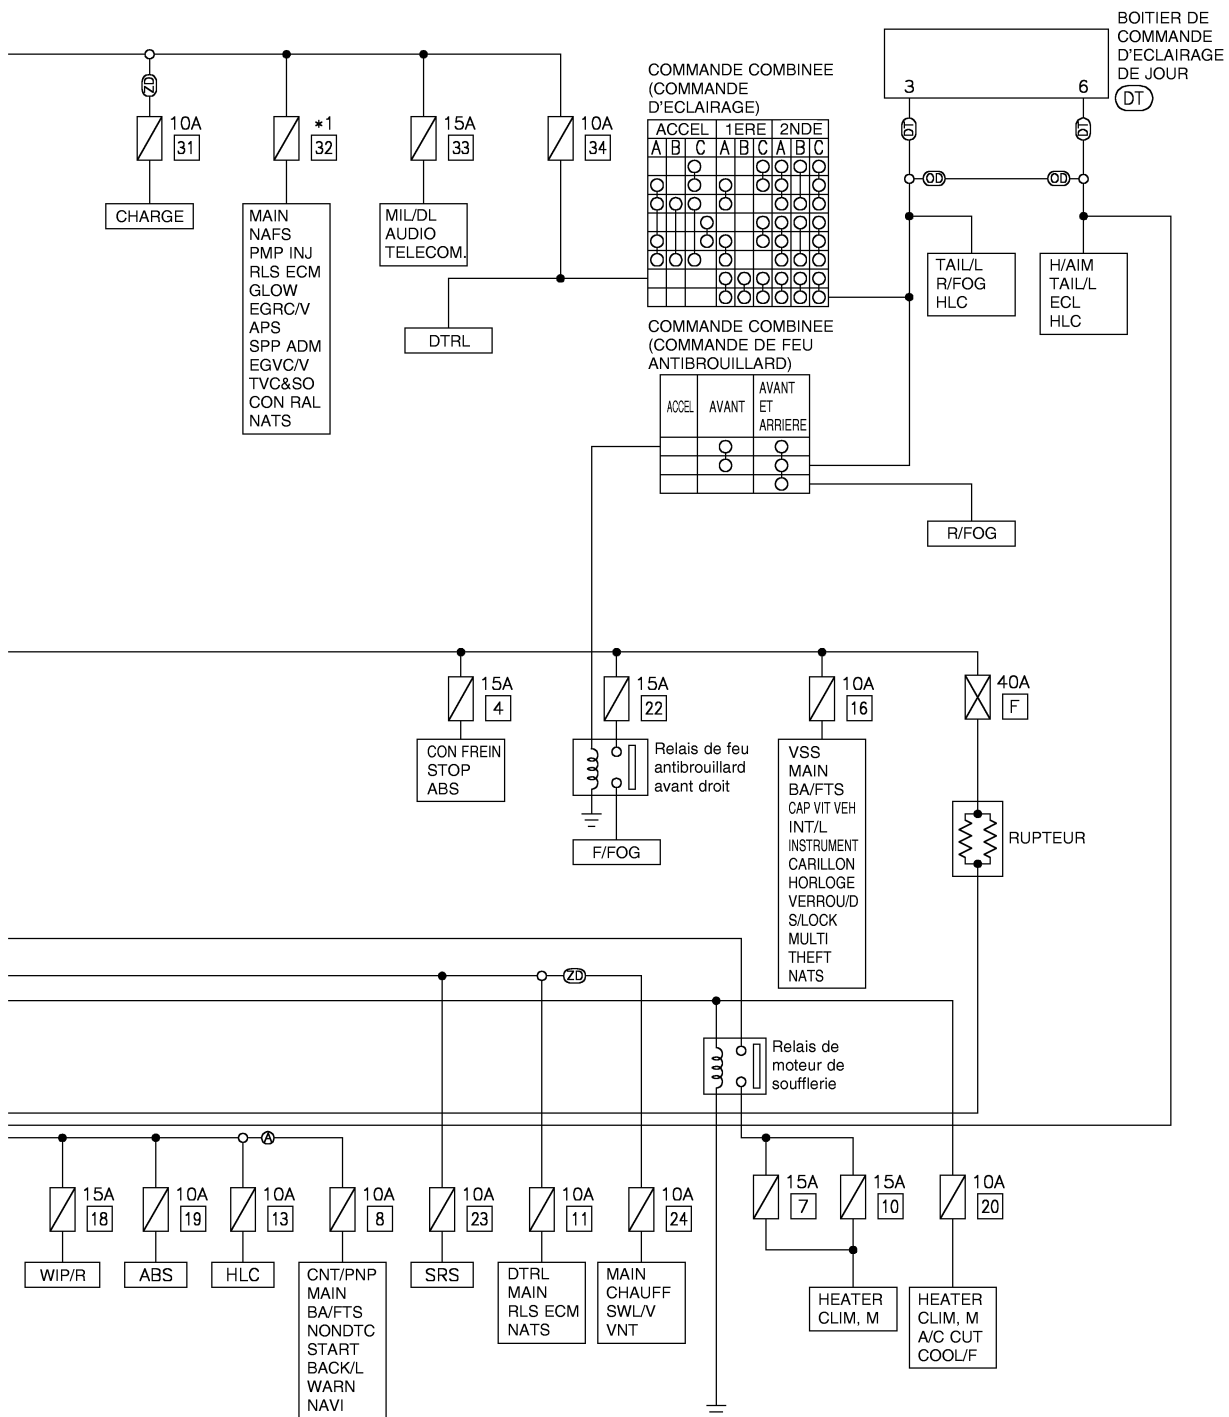 BOITIER DE
COMMANDE
D'ECLAIRAGE
DE JOUR
DT
3
6
DT
DT
OD
OD
ZD
10A
31
CHARGE
*1
32
MAIN
NAFS
PMP INJ
RLS ECM
GLOW
EGRC/V
APS
SPP ADM
EGVC/V
TVC&SO
CON RAL
NATS
15A
33
MIL/DL
AUDIO
TELECOM.
10A
34
DTRL
COMMANDE COMBINEE
(COMMANDE
D'ECLAIRAGE)
ACCEL 1ERE 2NDE
A B C A B C A B C
TAIL/L
R/FOG
HLC
H/AIM
TAIL/L
ECL
HLC
COMMANDE COMBINEE
(COMMANDE DE FEU
ANTIBROUILLARD)
ACCEL
AVANT
AVANT
ET
ARRIERE
R/FOG
15A
4
CON FREIN
STOP
ABS
15A
22
Relais de feu
antibrouillard
avant droit
F/FOG
10A
16
VSS
MAIN
BA/FTS
CAP VIT VEH
INT/L
INSTRUMENT
CARILLON
HORLOGE
VERROU/D
S/LOCK
MULTI
THEFT
NATS
40A
F
RUPTEUR
ZD
Relais de
moteur de
soufflerie
A
15A
18
WIP/R
10A
19
ABS
10A
13
HLC
10A
8
CNT/PNP
MAIN
BA/FTS
NONDTC
START
BACK/L
WARN
NAVI
10A
23
SRS
10A
11
DTRL
MAIN
RLS ECM
NATS
10A
24
MAIN
CHAUFF
SWL/V
VNT
15A
7
15A
10
HEATER
CLIM, M
10A
20
HEATER
CLIM, M
A/C CUT
COOL/F